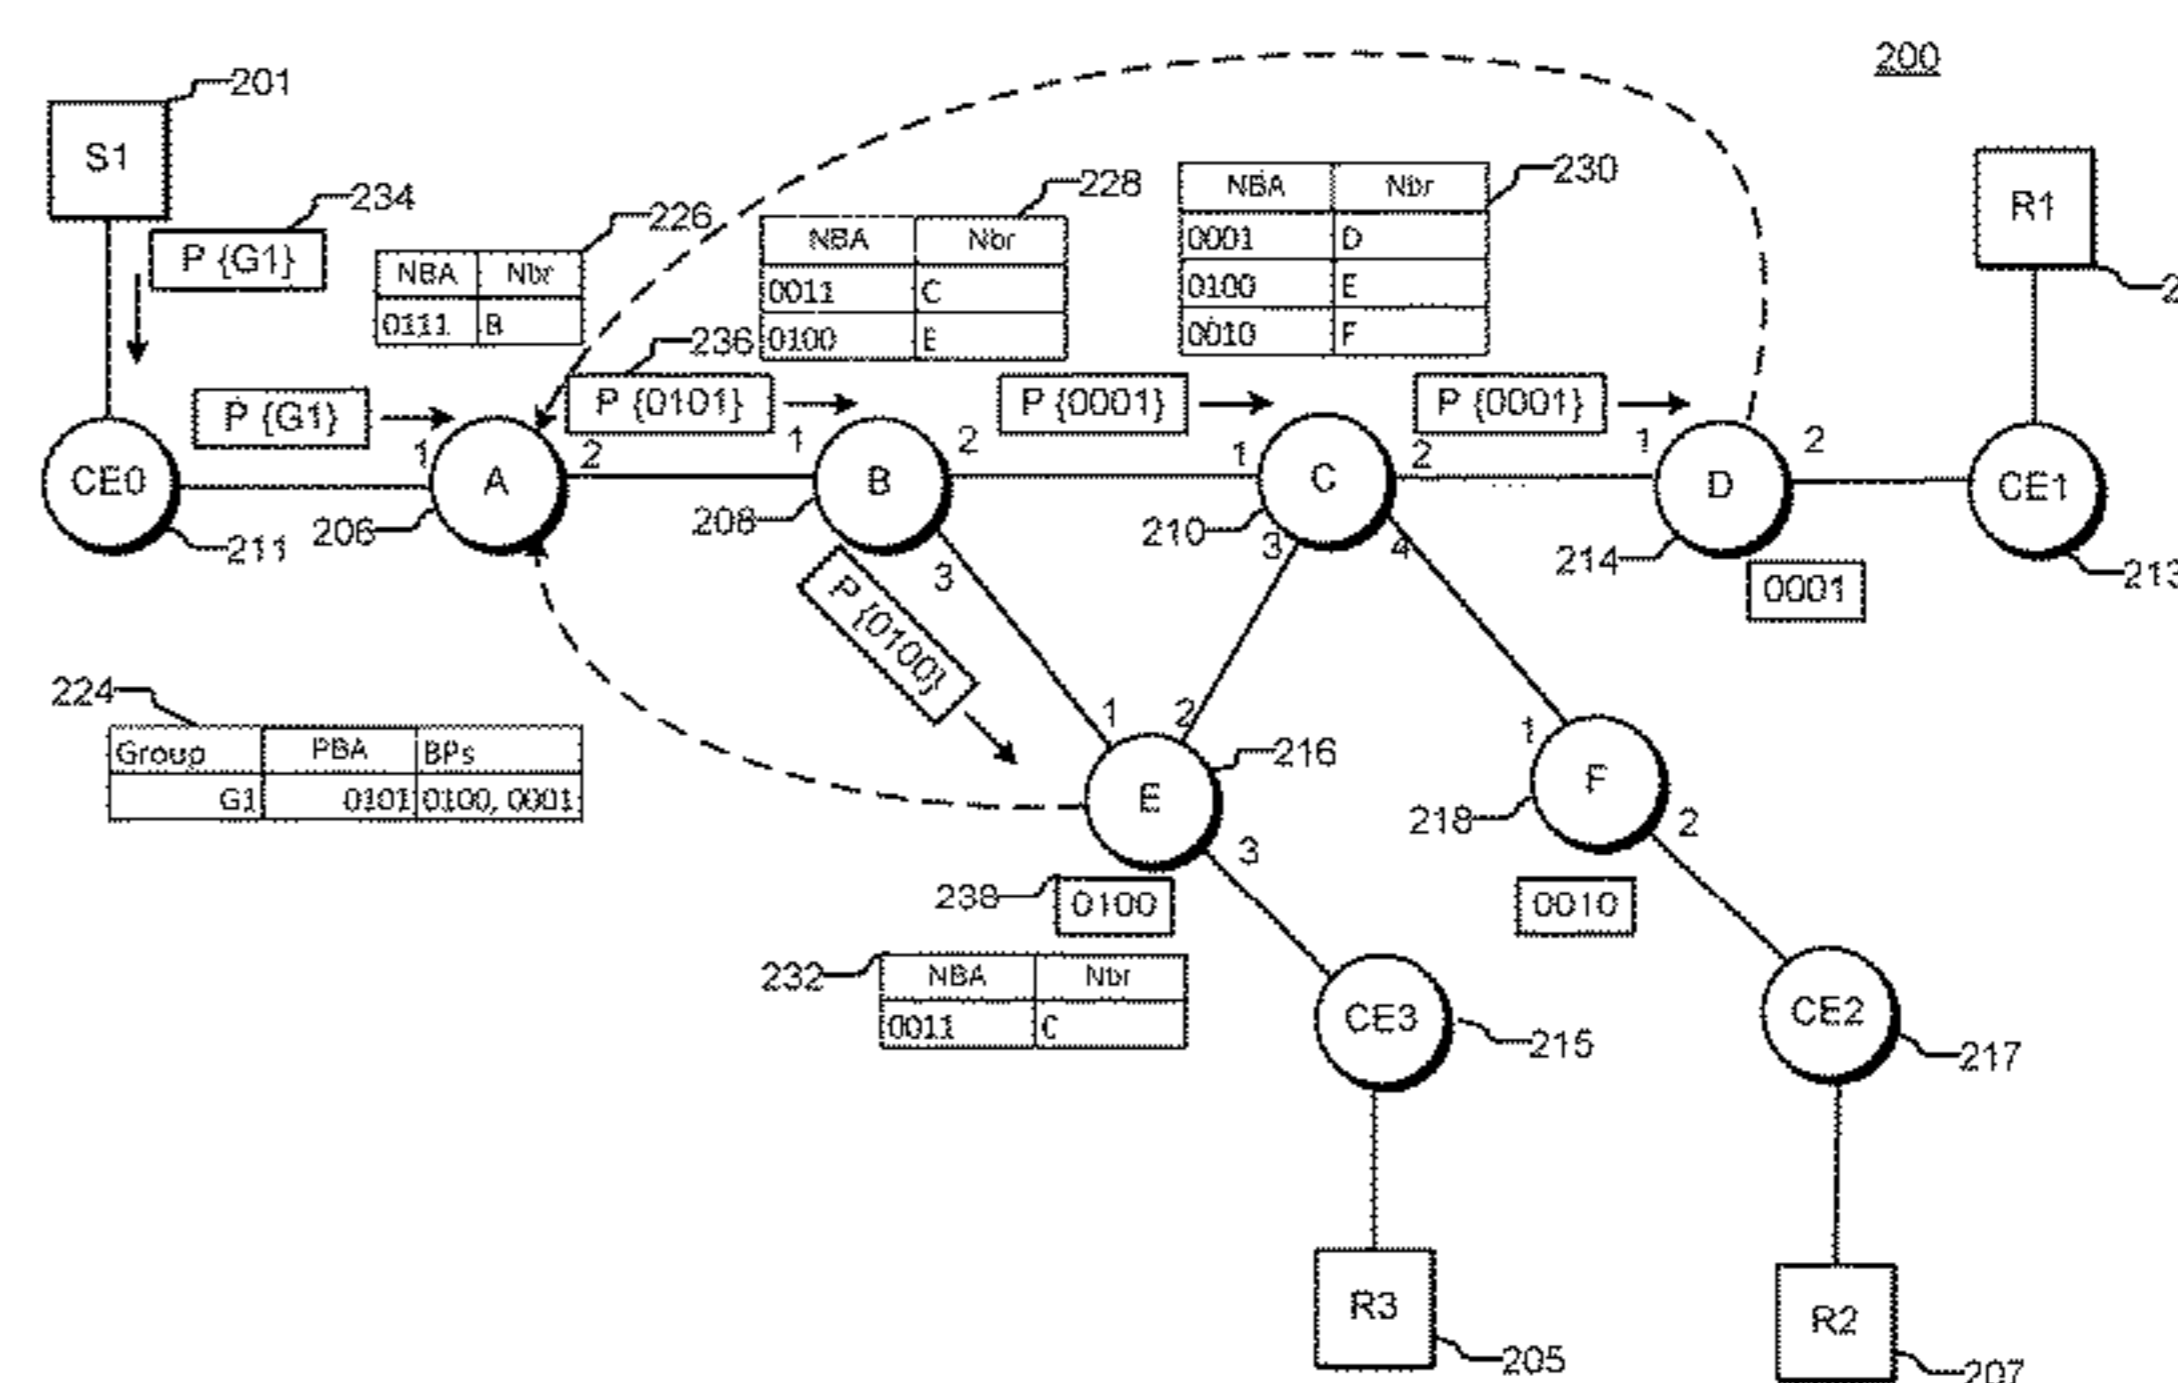 200
201
S1
234
P {G1}
226
NBA Nbr
0111 B
228
NBA Nbr
0011 C
0100 E
230
NBA Nbr
0001 D
0100 E
0010 F
R1
236
P {G1}
P {0101}
P {0001}
P {0001}
CE0
211
1
A
2
206
1
B
2
3
208
1
C
2
3
4
210
1
D
2
214
0001
CE1
213
P {0100}
224
Group PBA BPs
G1 0101 0100, 0001
1
2
E
3
216
238
0100
232
NBA Nbr
0011 C
1
F
2
218
0010
CE3
215
CE2
217
R3
205
R2
207